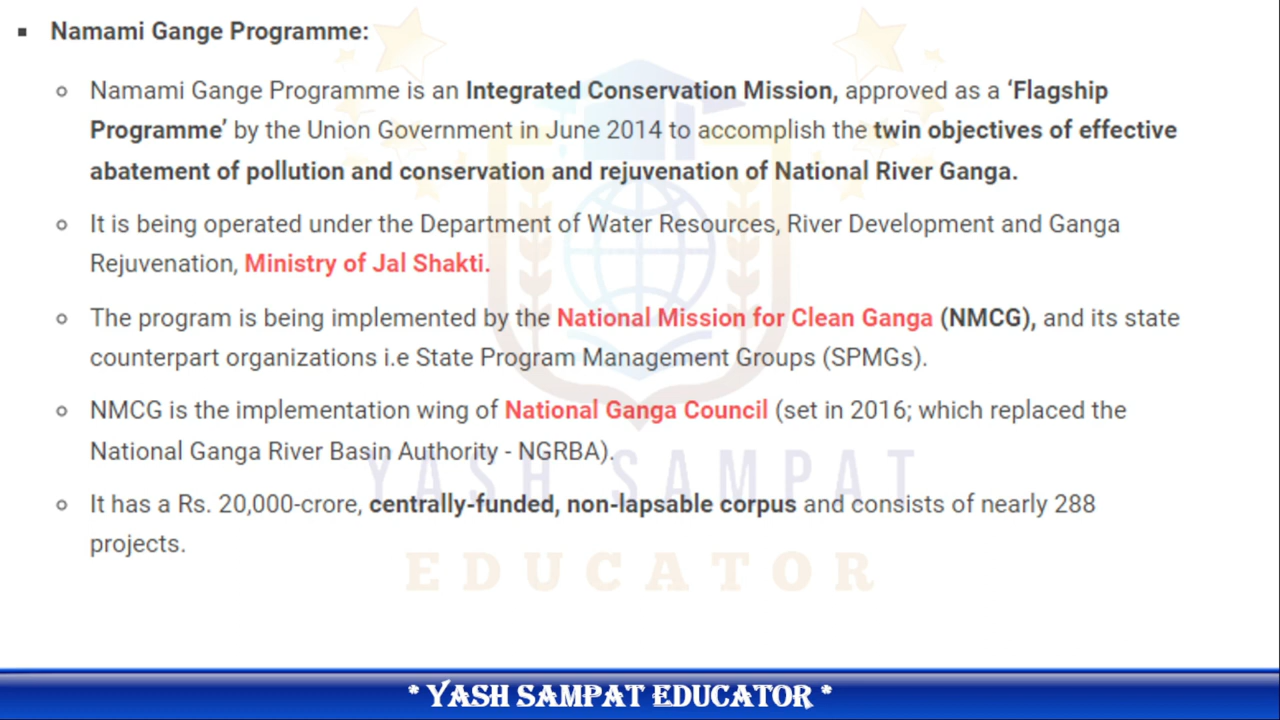 ▪ Namami Gange Programme:
○ Namami Gange Programme is an Integrated Conservation Mission, approved as a ‘Flagship
Programme’ by the Union Government in June 2014 to accomplish the twin objectives of effective
abatement of pollution and conservation and rejuvenation of National River Ganga.
○ It is being operated under the Department of Water Resources, River Development and Ganga
Rejuvenation, Ministry of Jal Shakti.
○ The program is being implemented by the National Mission for Clean Ganga (NMCG), and its state
counterpart organizations i.e State Program Management Groups (SPMGs).
○ NMCG is the implementation wing of National Ganga Council (set in 2016; which replaced the
National Ganga River Basin Authority - NGRBA).
YASH SAMPAT
○ It has a Rs. 20,000-crore, centrally-funded, non-lapsable corpus and consists of nearly 288
projects.
EDUCATOR
* YASH SAMPAT EDUCATOR *